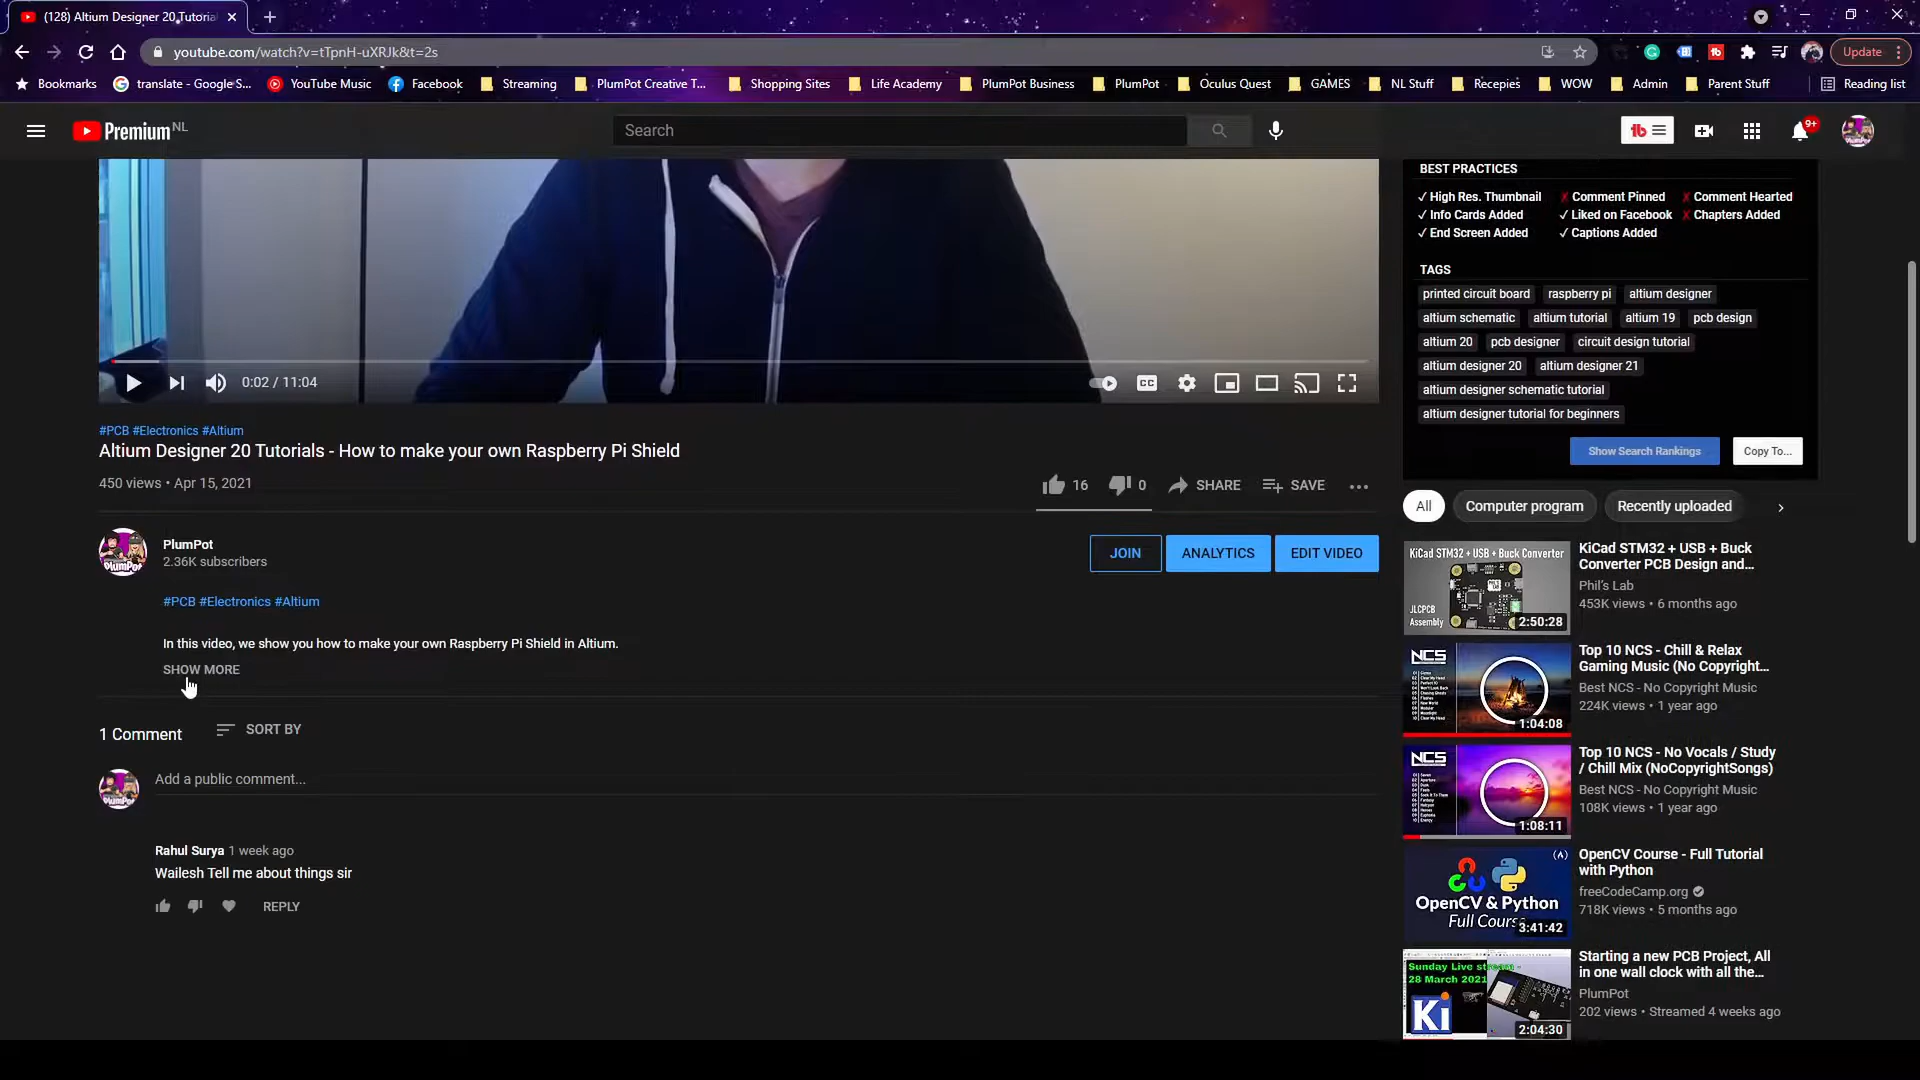 (128) Altium Designer 20 Tutorial
youtube.com/watch?v=tTpnH-uXRJk&t=2s
Update
Bookmarks
translate - Google S...
YouTube Music
Facebook
Streaming
PlumPot Creative T...
Shopping Sites
Life Academy
PlumPot Business
PlumPot
Oculus Quest
GAMES
NL Stuff
Recepies
WOW
Admin
Parent Stuff
Reading list
Premium NL
Search
9+
BEST PRACTICES
✓ High Res. Thumbnail
✗ Comment Pinned
✗ Comment Hearted
✓ Info Cards Added
✓ Liked on Facebook
✗ Chapters Added
✓ End Screen Added
✓ Captions Added
TAGS
printed circuit board
raspberry pi
altium designer
altium schematic
altium tutorial
altium 19
pcb design
altium 20
pcb designer
circuit design tutorial
altium designer 20
altium designer 21
altium designer schematic tutorial
altium designer tutorial for beginners
Show Search Rankings
Copy To...
0:02 / 11:04
CC
#PCB #Electronics #Altium
Altium Designer 20 Tutorials - How to make your own Raspberry Pi Shield
450 views • Apr 15, 2021
16
0
SHARE
SAVE
PlumPot
2.36K subscribers
JOIN
ANALYTICS
EDIT VIDEO
#PCB #Electronics #Altium
In this video, we show you how to make your own Raspberry Pi Shield in Altium.
SHOW MORE
1 Comment
SORT BY
Add a public comment...
Rahul Surya 1 week ago
Wailesh Tell me about things sir
REPLY
All
Computer program
Recently uploaded
KiCad STM32 + USB + Buck Converter
JLCPCB
Assembly
2:50:28
KiCad STM32 + USB + Buck
Converter PCB Design and...
Phil's Lab
453K views • 6 months ago
NCS
1:04:08
Top 10 NCS - Chill & Relax
Gaming Music (No Copyright...
Best NCS - No Copyright Music
224K views • 1 year ago
NCS
1:08:11
Top 10 NCS - No Vocals / Study
/ Chill Mix (NoCopyrightSongs)
Best NCS - No Copyright Music
108K views • 1 year ago
OpenCV & Python
Full Course
3:41:42
OpenCV Course - Full Tutorial
with Python
freeCodeCamp.org
718K views • 5 months ago
Sunday Live stream -
28 March 2021
Ki
2:04:30
Starting a new PCB Project, All
in one wall clock with all the...
PlumPot
202 views • Streamed 4 weeks ago